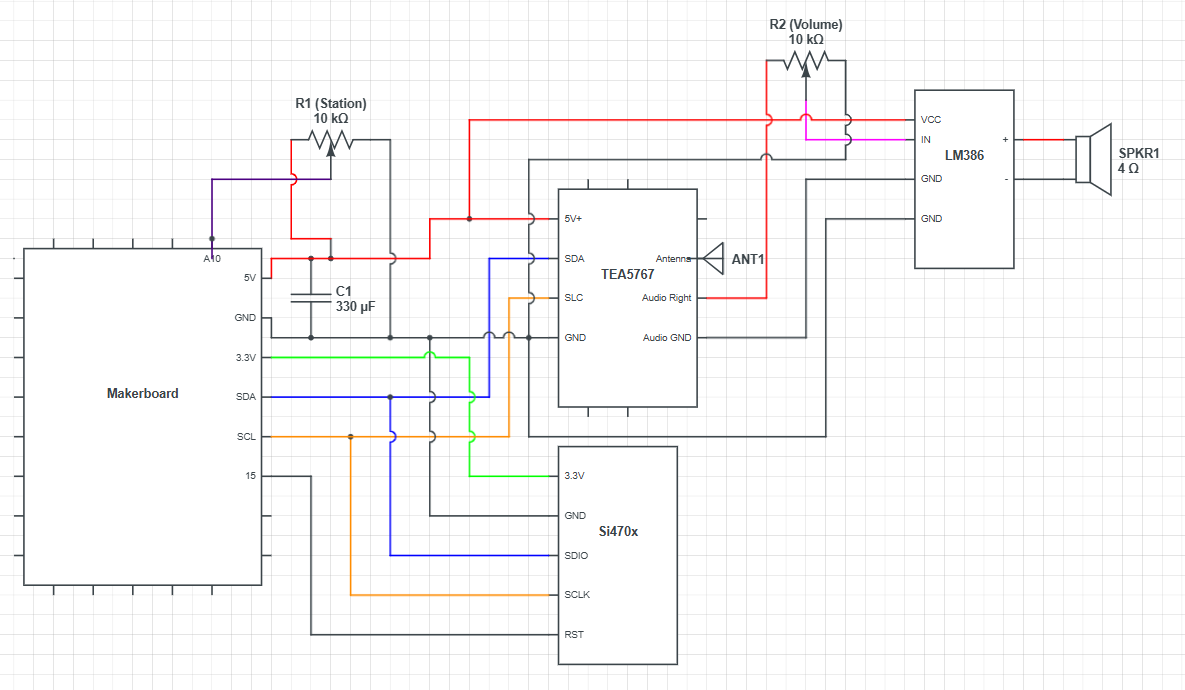 R2 (Volume)
10 kΩ
R1 (Station)
10 kΩ
VCC
IN
LM386
GND
GND
+
-
SPKR1
4 Ω
A10
5V
GND
3.3V
SDA
SCL
15
Makerboard
C1
330 µF
5V+
SDA
SLC
GND
TEA5767
Antenna
Audio Right
Audio GND
ANT1
3.3V
GND
SDIO
SCLK
RST
Si470x